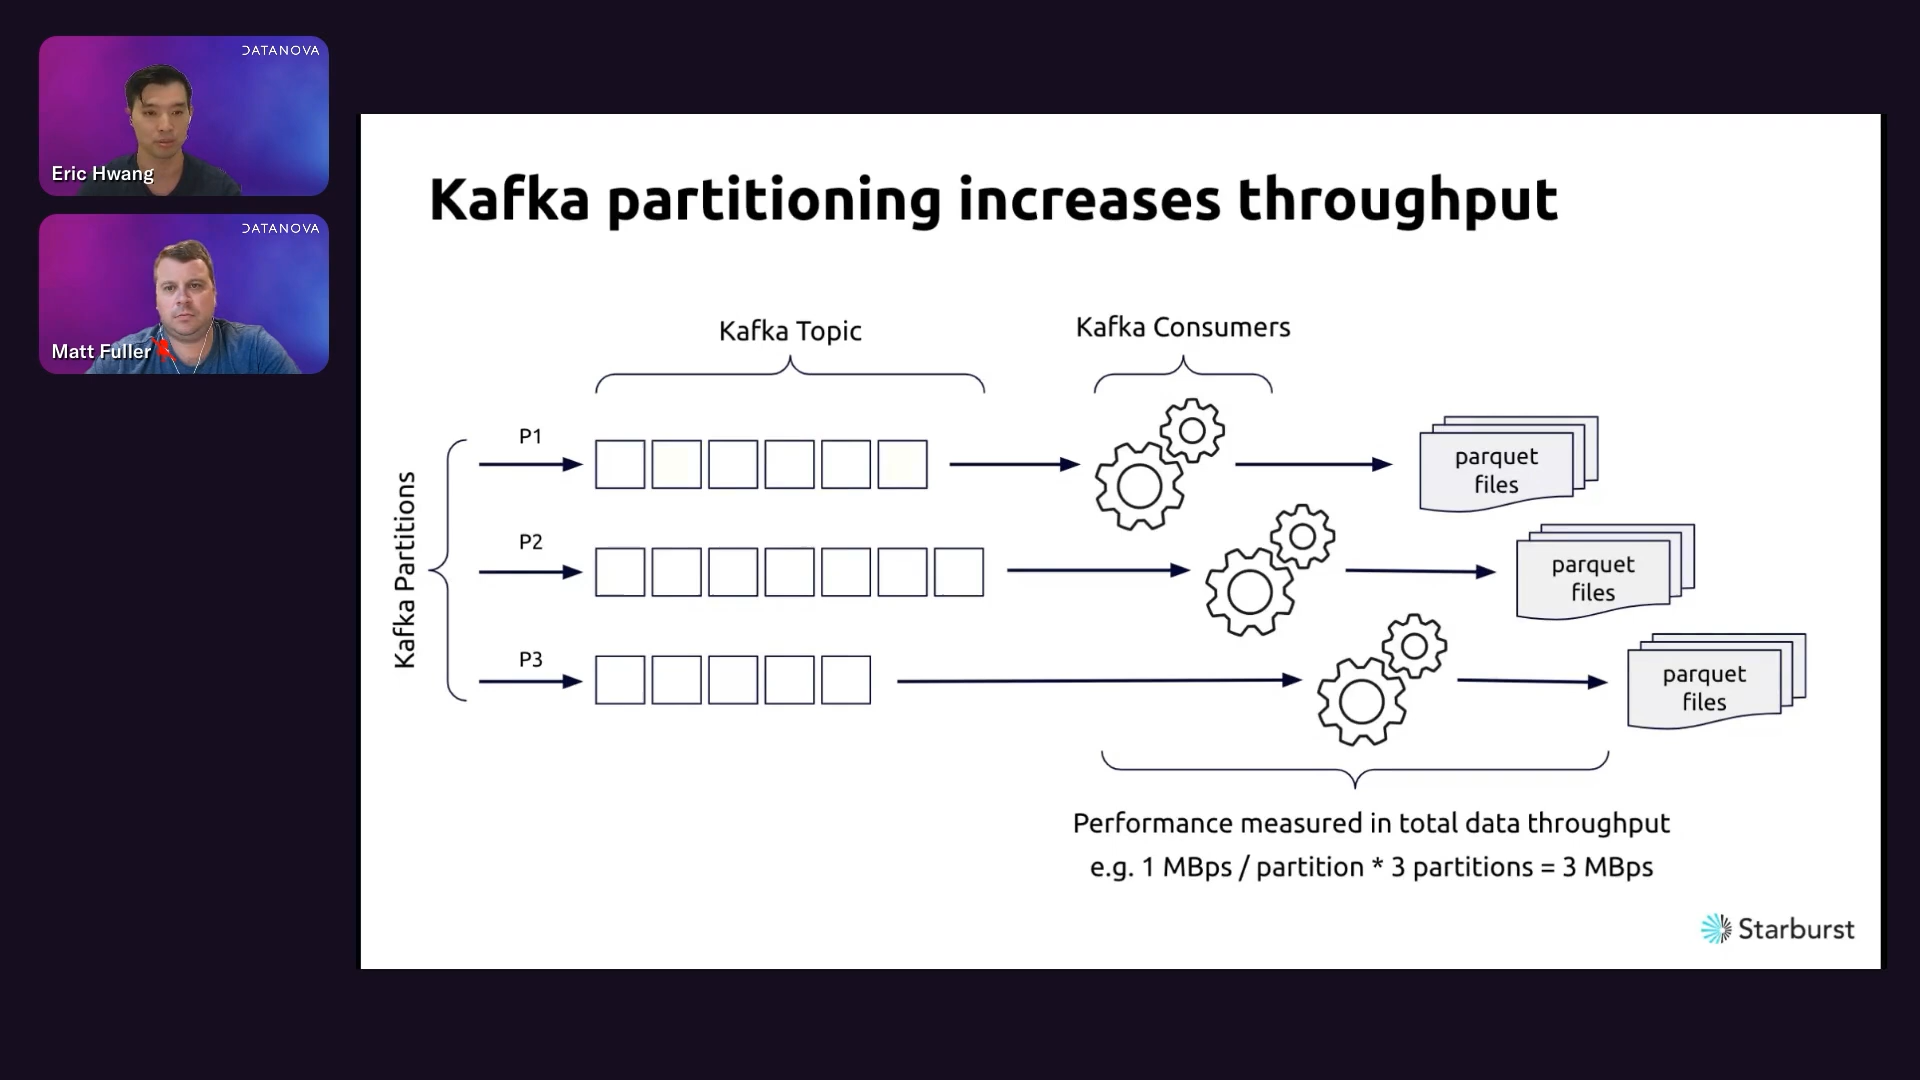 DATANOVA
Eric Hwang
DATANOVA
Matt Fuller
Kafka partitioning increases throughput
Kafka Topic
Kafka Consumers
Kafka Partitions
P1
parquet
files
P2
parquet
files
P3
parquet
files
Performance measured in total data throughput
e.g. 1 MBps / partition * 3 partitions = 3 MBps
Starburst